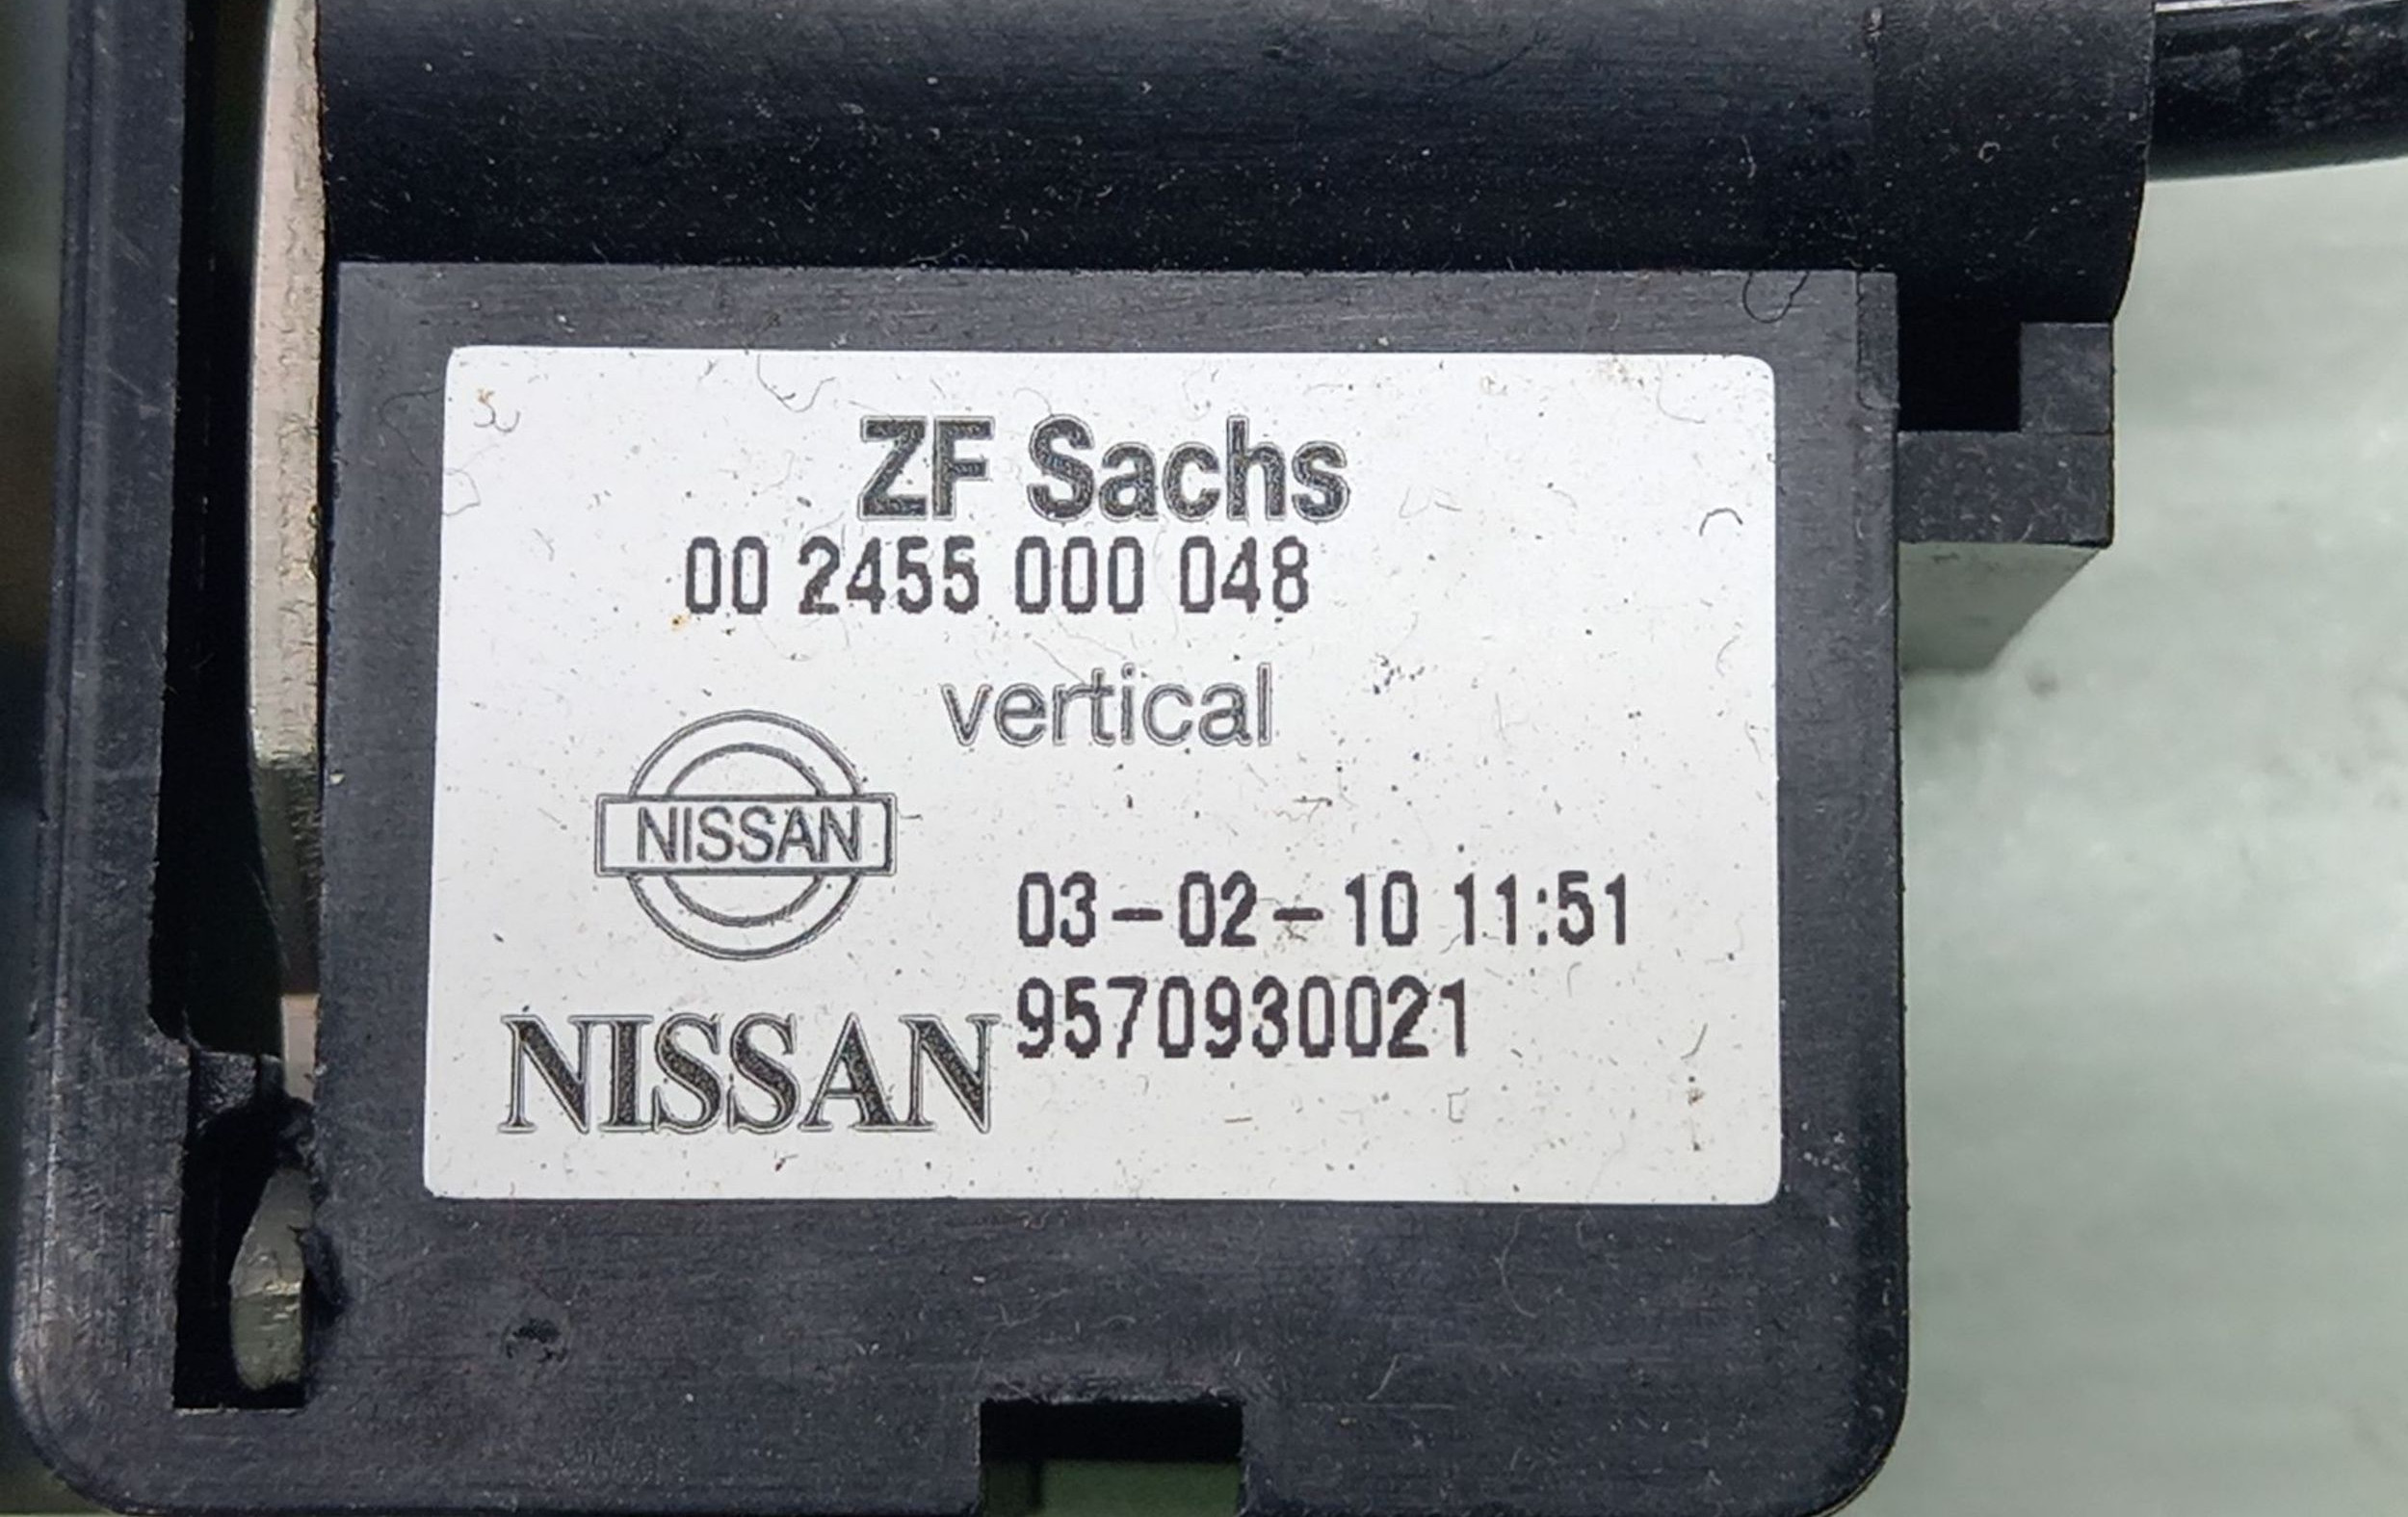 ZF Sachs
00 2455 000 048
vertical
NISSAN
03-02-10 11:51
9570930021
NISSAN